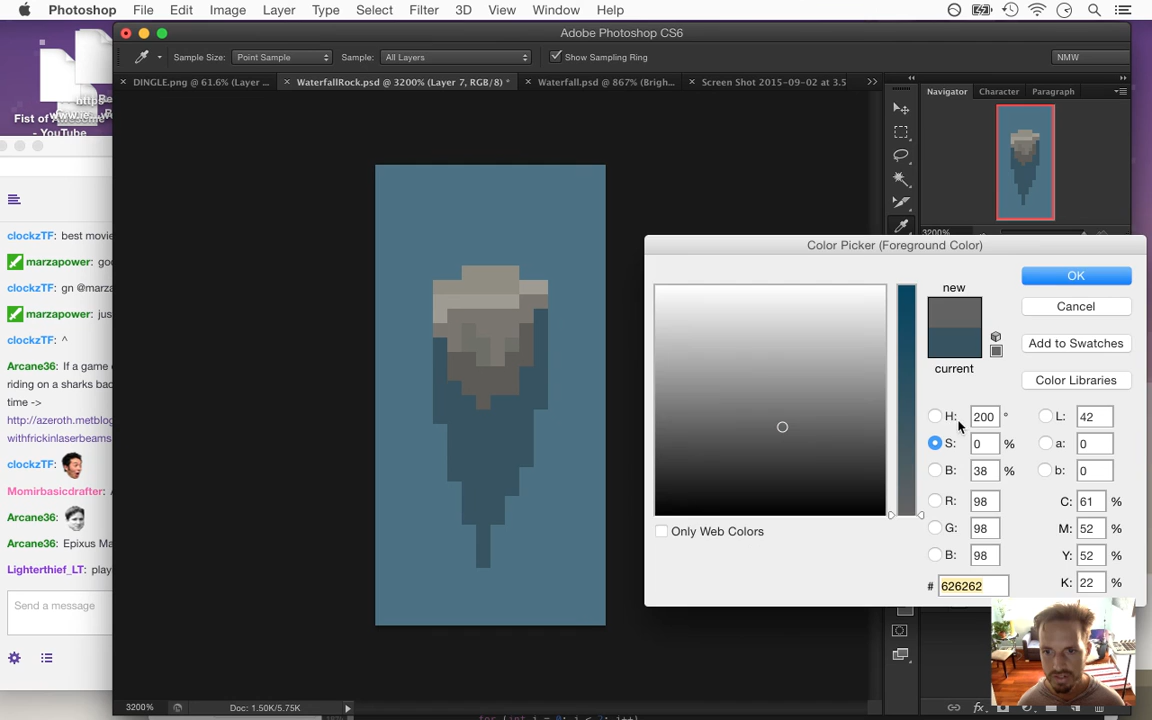 Photoshop File Edit Image Layer Type Select Filter 3D View Window Help
Adobe Photoshop CS6
Sample Size: Point Sample Sample: All Layers Show Sampling Ring NMW
DINGLE.png @ 61.6% (Layer ...
WaterfallRock.psd @ 3200% (Layer 7, RGB/8) *
Waterfall.psd @ 867% (Brigh...
Screen Shot 2015-09-02 at 3.5
Navigator Character Paragraph
3200%
Fist of
- YouTube
clockzTF: best movie
marzapower: go
clockzTF: gn @marza
marzapower: jus
clockzTF: ^
Arcane36: If a game
riding on a sharks bac
time ->
http://azeroth.metblog
withfrickinlaserbeams
clockzTF:
Momirbasicdrafter:
Arcane36:
Arcane36: Epixus Ma
Lighterthief_LT: play
Send a message
Color Picker (Foreground Color)
new
current
OK
Cancel
Add to Swatches
Color Libraries
H: 200 °
S: 0 %
B: 38 %
R: 98
G: 98
B: 98
# 626262
L: 42
a: 0
b: 0
C: 61 %
M: 52 %
Y: 52 %
K: 22 %
Only Web Colors
3200% Doc: 1.50K/5.75K